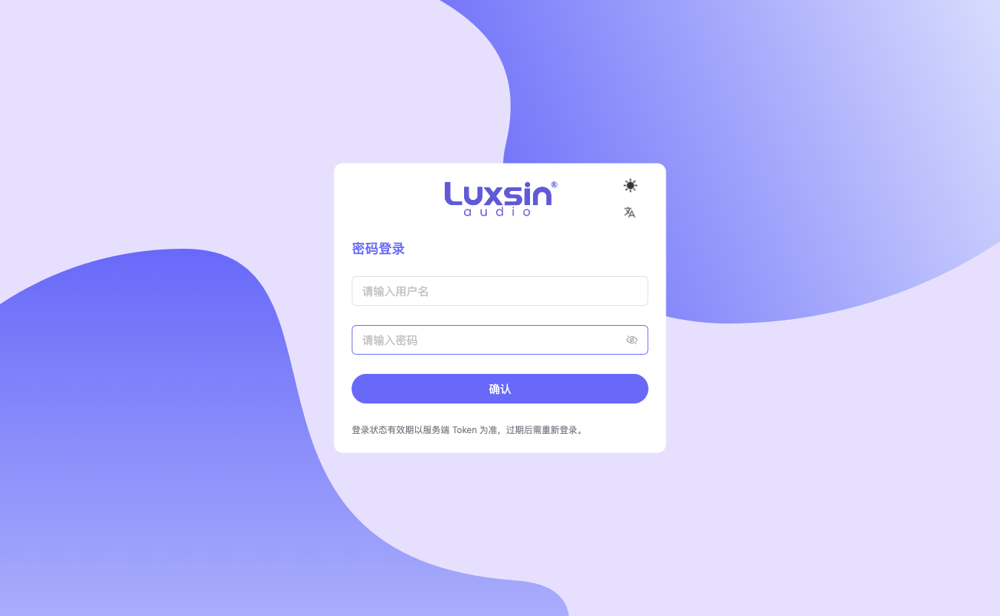 Luxsin®
audio
密码登录
请输入用户名
请输入密码
确认
登录状态有效期以服务端 Token 为准，过期后需重新登录。